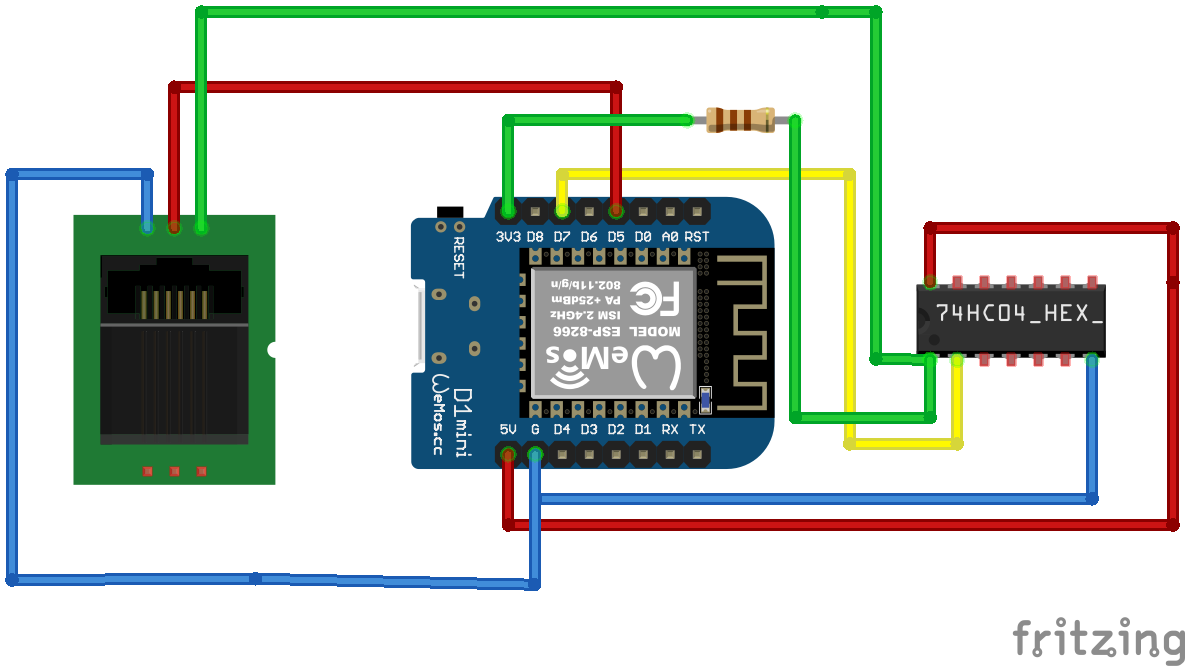 3V3 D8 D7 D6 D5 D0 A0 RST
RESET
MODEL ESP-8266
ISM 2.4GHz
PA +25dBm
802.11b/g/n
FC
WeMos
74HC04_HEX_
D1 mini
WeMos.cc
5V G D4 D3 D2 D1 RX TX
fritzing